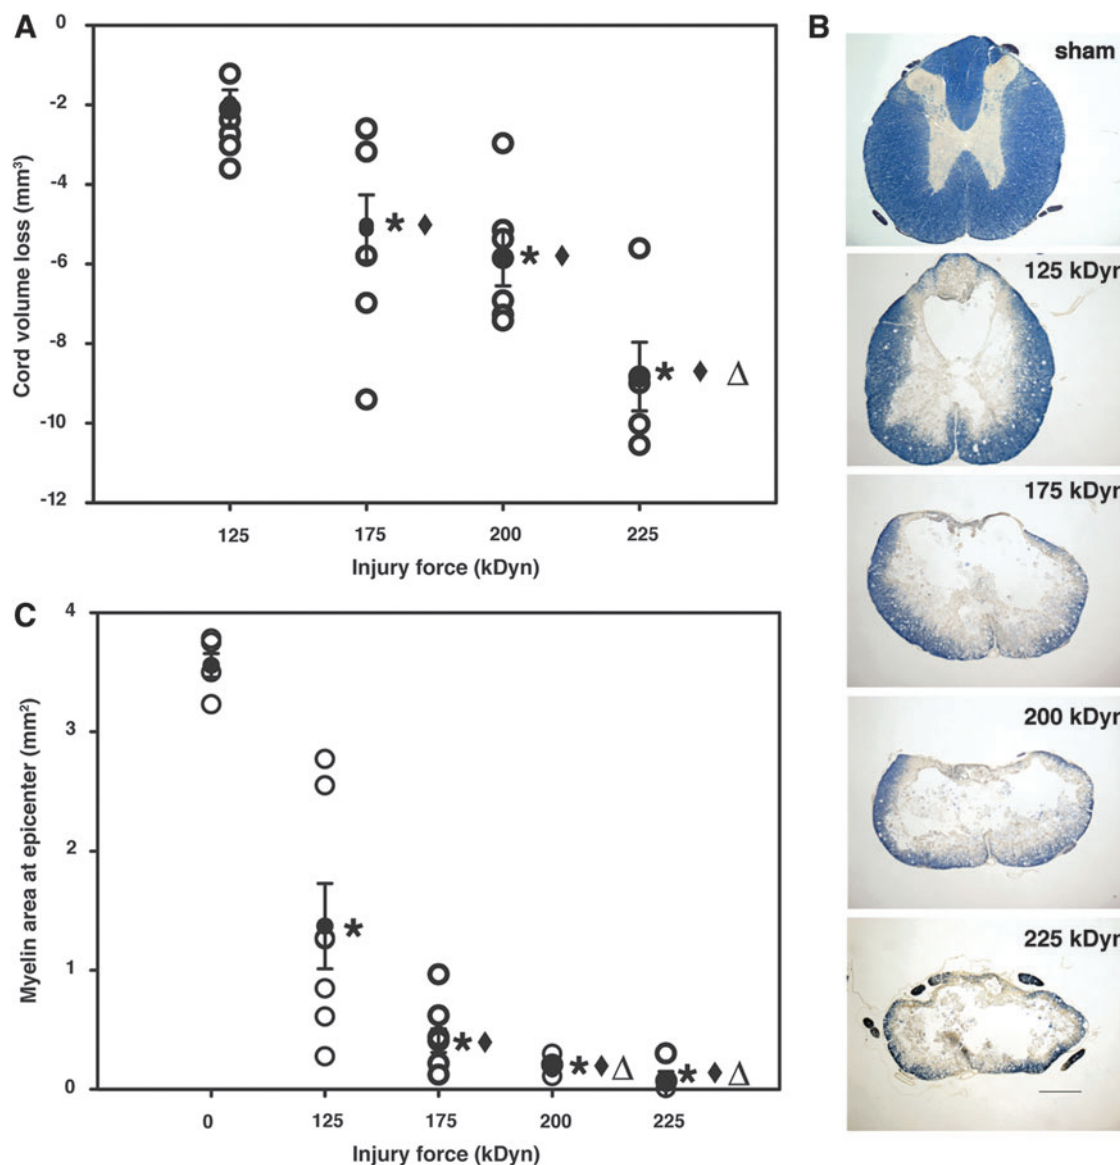 A
0
-2
-4
-6
-8
-10
-12
Cord volume loss (mm³)
* ♦
* ♦
* ♦ Δ
125 175 200 225
Injury force (kDyn)
B
sham
125 kDyn
175 kDyn
200 kDyn
225 kDyn
C
4
3
2
1
0
Myelin area at epicenter (mm²)
*
* ♦
* ♦ Δ
* ♦ Δ
0 125 175 200 225
Injury force (kDyn)